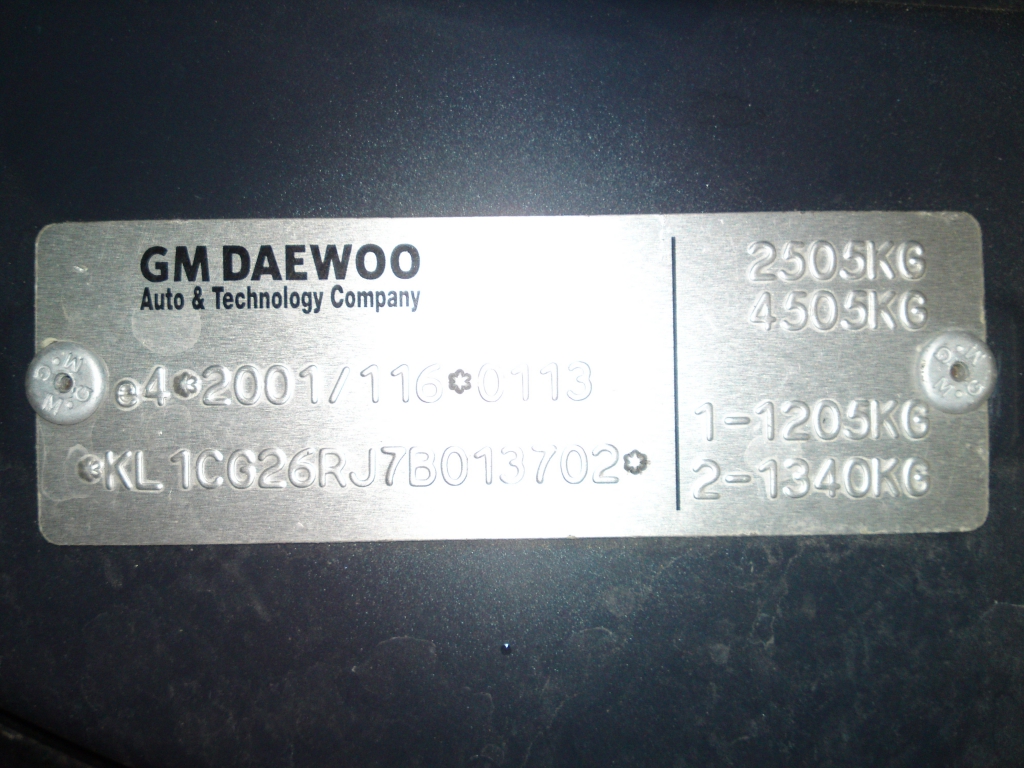 GM DAEWOO
Auto & Technology Company
e4*2001/116*0113
*KL1CG26RJ7B013702*
2505KG
4505KG
1-1205KG
2-1340KG